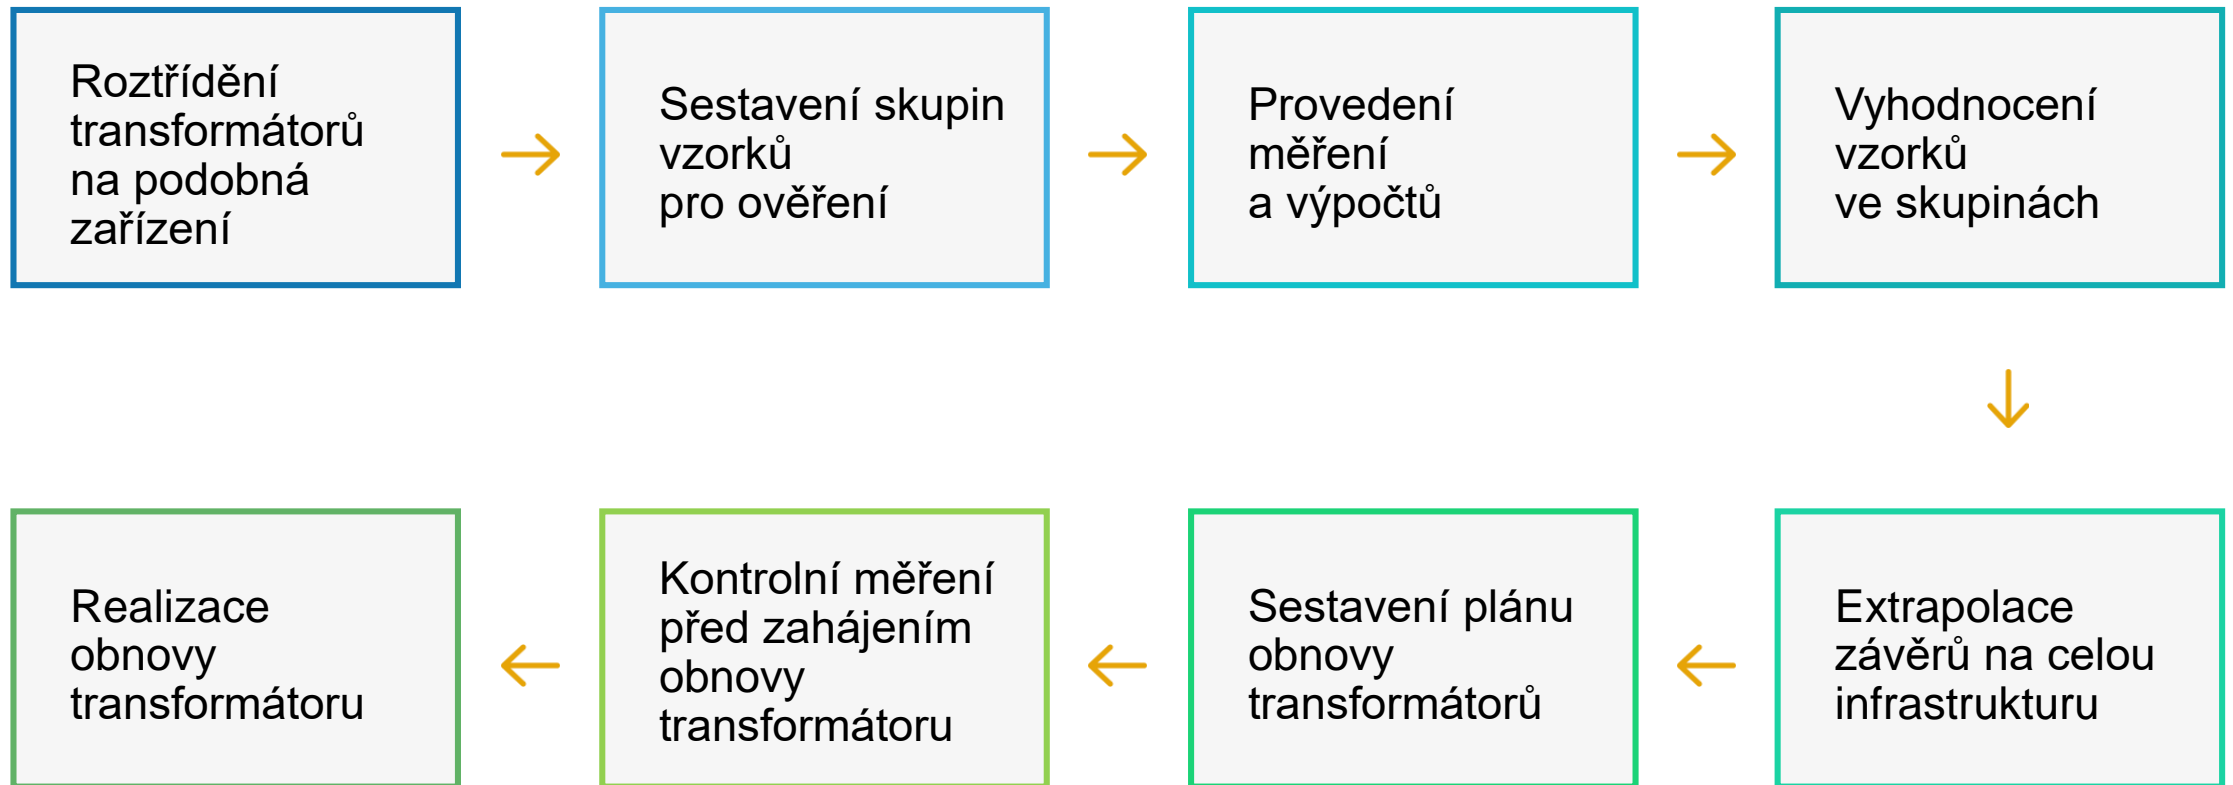 Roztřídění
transformátorů
na podobná
zařízení
Sestavení skupin
vzorků
pro ověření
Provedení
měření
a výpočtů
Vyhodnocení
vzorků
ve skupinách
Extrapolace
závěrů na celou
infrastrukturu
Sestavení plánu
obnovy
transformátorů
Kontrolní měření
před zahájením
obnovy
transformátoru
Realizace
obnovy
transformátoru